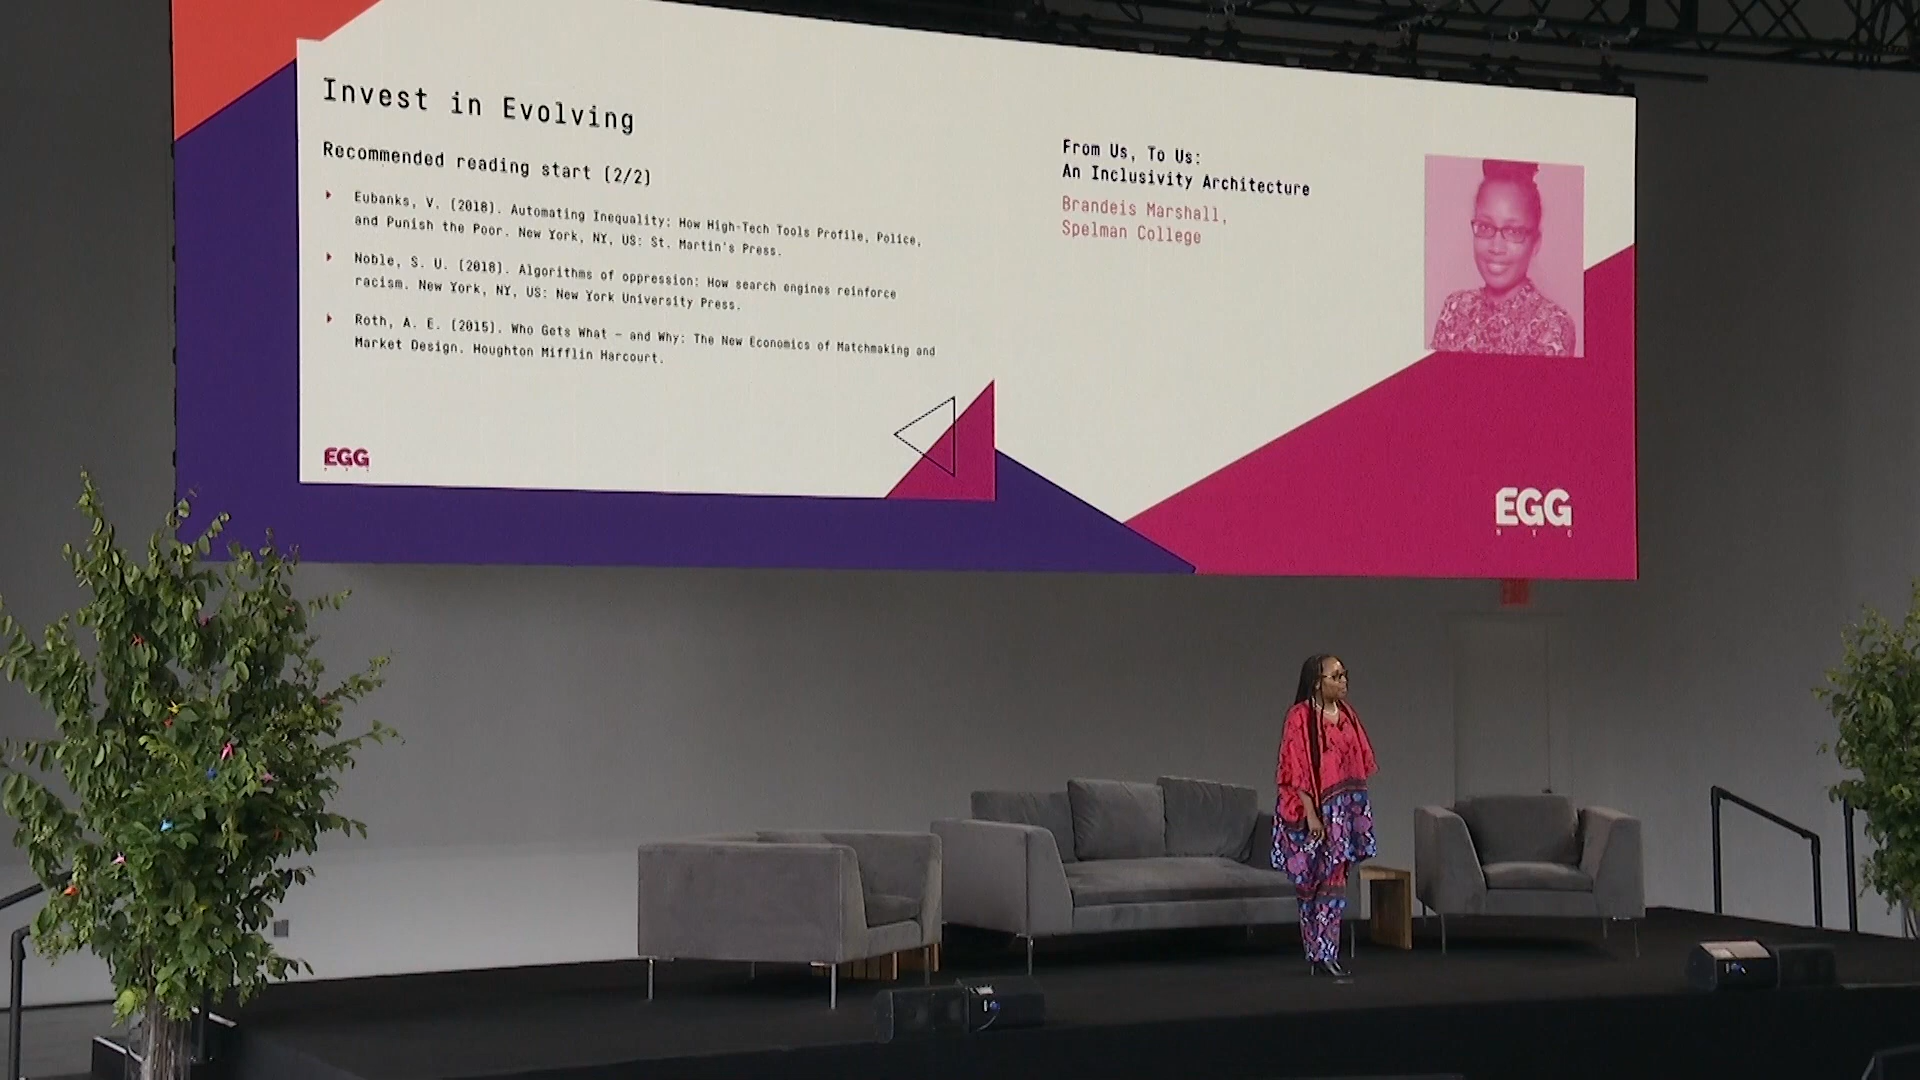 Invest in Evolving
Recommended reading start (2/2)
Eubanks, V. (2018). Automating Inequality: How High-Tech Tools Profile, Police,
and Punish the Poor. New York, NY, US: St. Martin's Press.
Noble, S. U. (2018). Algorithms of oppression: How search engines reinforce
racism. New York, NY, US: New York University Press.
Roth, A. E. (2015). Who Gets What – and Why: The New Economics of Matchmaking and
Market Design. Houghton Mifflin Harcourt.
EGG
From Us, To Us:
An Inclusivity Architecture
Brandeis Marshall,
Spelman College
EGG
N Y C